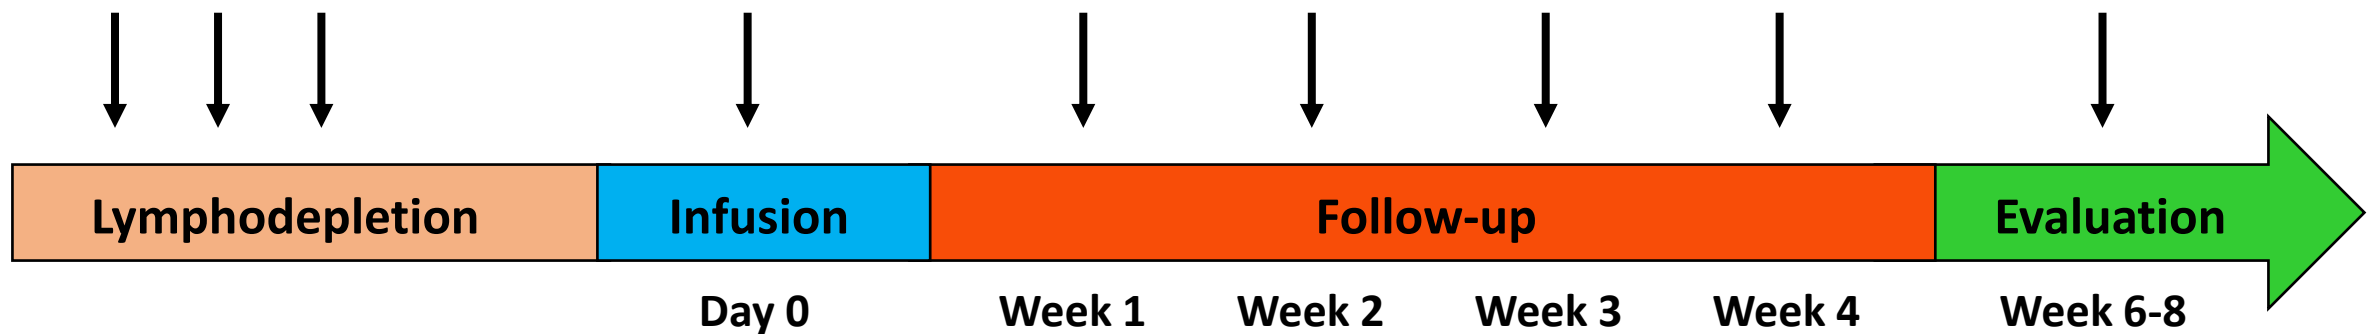 Lymphodepletion Infusion Follow-up Evaluation
Day 0 Week 1 Week 2 Week 3 Week 4 Week 6-8